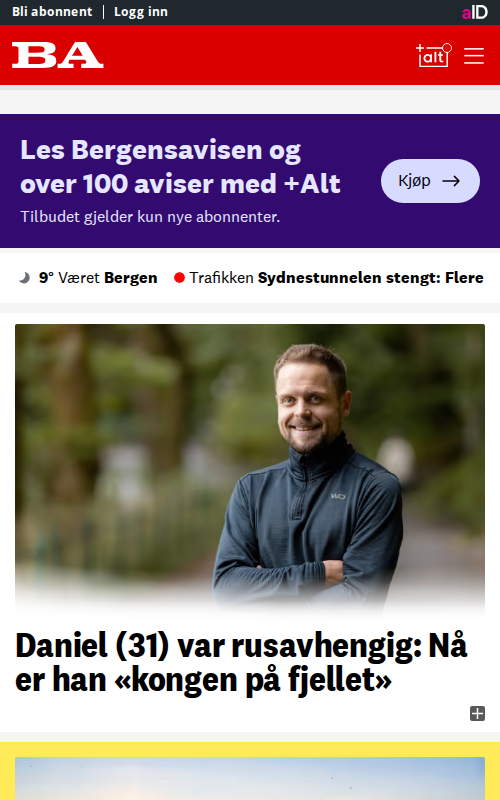 Bli abonnent | Logg inn
aID
BA
+alt
Les Bergensavisen og
over 100 aviser med +Alt
Tilbudet gjelder kun nye abonnenter.
Kjøp →
9° Været Bergen
Trafikken Sydnestunnelen stengt: Flere
Daniel (31) var rusavhengig: Nå
er han «kongen på fjellet»